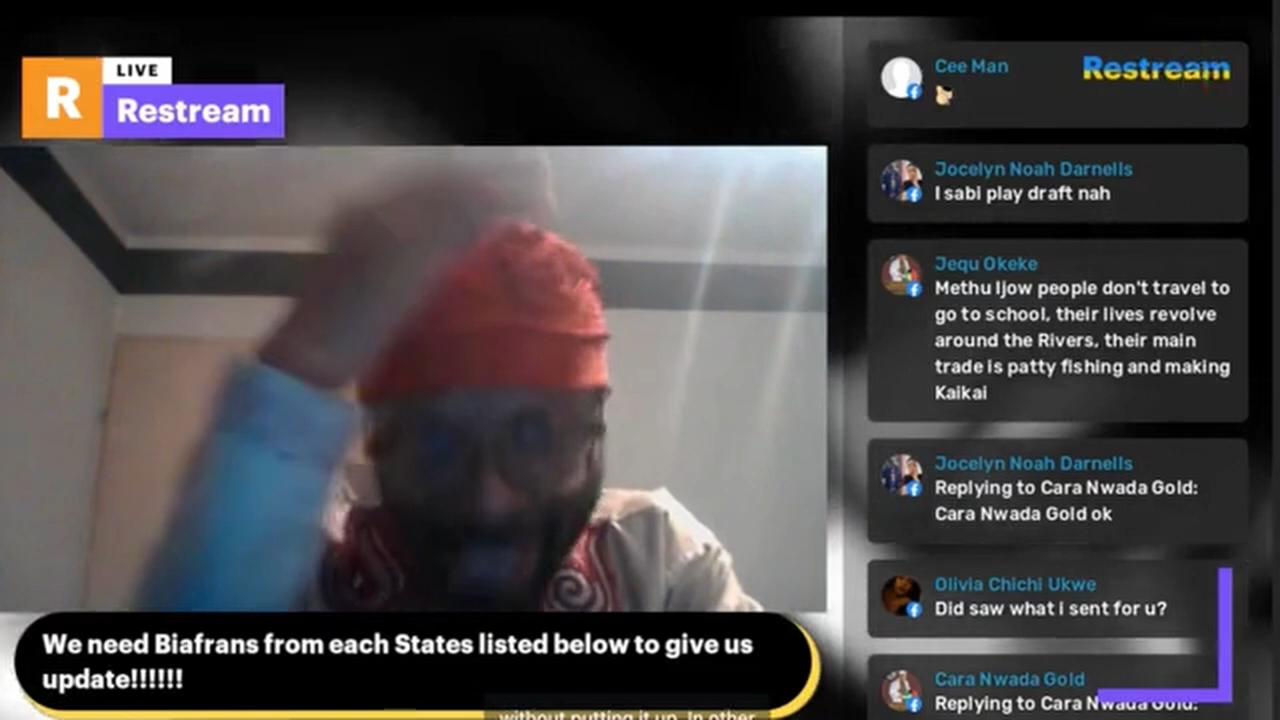 R
LIVE
Restream
We need Biafrans from each States listed below to give us
update!!!!!!
without putting it up. In other
Restream
Cee Man
Jocelyn Noah Darnells
I sabi play draft nah
Jequ Okeke
Methu Ijow people don't travel to
go to school, their lives revolve
around the Rivers, their main
trade is patty fishing and making
Kaikai
Jocelyn Noah Darnells
Replying to Cara Nwada Gold:
Cara Nwada Gold ok
Olivia Chichi Ukwe
Did saw what i sent for u?
Cara Nwada Gold
Replying to Cara Nwada Gold: